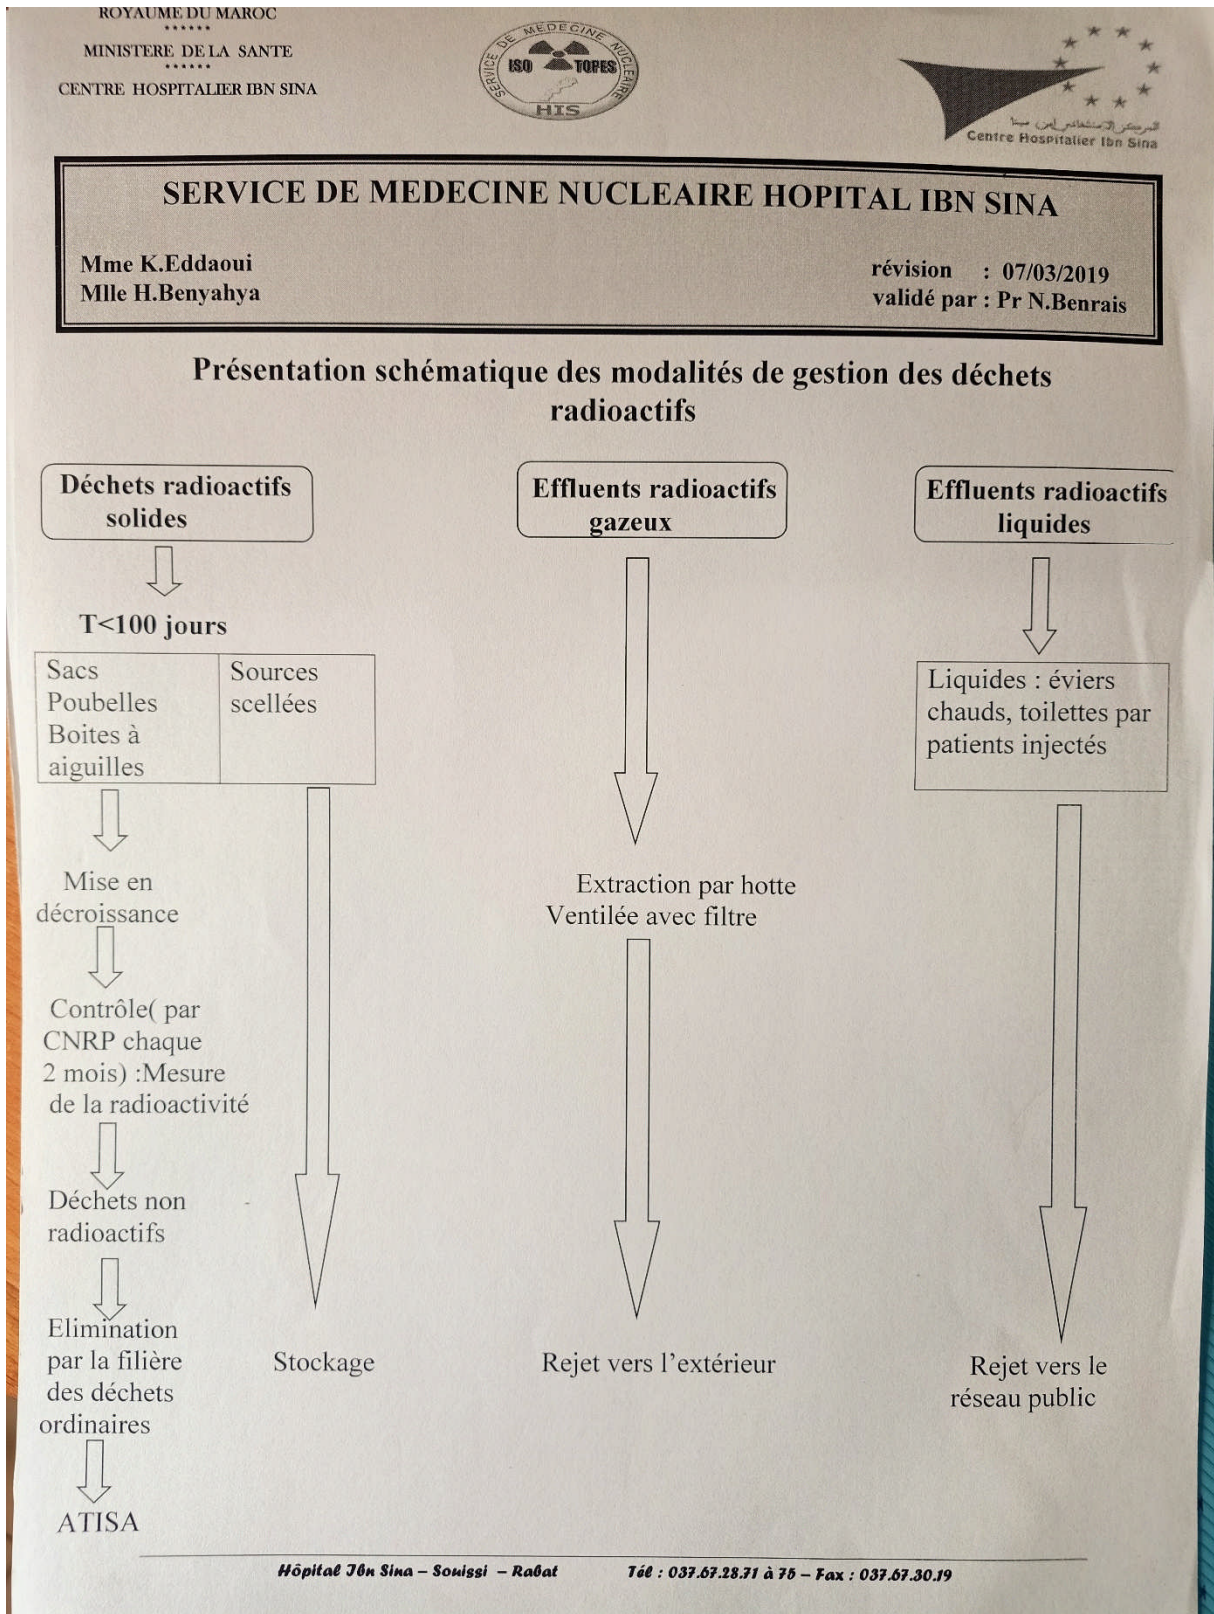 ROYAUME DU MAROC
******
MINISTERE DE LA SANTE
******
CENTRE HOSPITALIER IBN SINA
SERVICE DE MEDECINE NUCLEAIRE
ISO TOPES
HIS
Centre Hospitalier Ibn Sina
SERVICE DE MEDECINE NUCLEAIRE HOPITAL IBN SINA
Mme K.Eddaoui
Mlle H.Benyahya
révision : 07/03/2019
validé par : Pr N.Benrais
Présentation schématique des modalités de gestion des déchets
radioactifs
Déchets radioactifs
solides
T<100 jours
Sacs
Poubelles
Boites à
aiguilles
Sources
scellées
Mise en
décroissance
Contrôle( par
CNRP chaque
2 mois) :Mesure
de la radioactivité
Déchets non
radioactifs
Elimination
par la filière
des déchets
ordinaires
ATISA
Stockage
Effluents radioactifs
gazeux
Extraction par hotte
Ventilée avec filtre
Rejet vers l'extérieur
Effluents radioactifs
liquides
Liquides : éviers
chauds, toilettes par
patients injectés
Rejet vers le
réseau public
Hôpital Ibn Sina – Souissi – Rabat Tél : 037.67.28.71 à 75 – Fax : 037.67.30.19